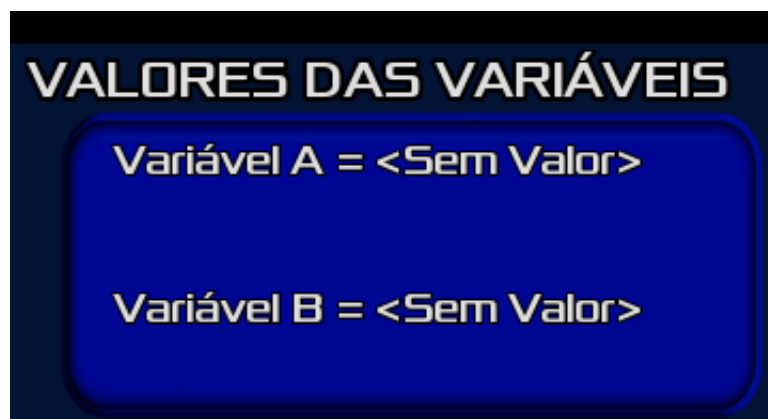 VALORES DAS VARIÁVEIS
Variável A = <Sem Valor>
Variável B = <Sem Valor>